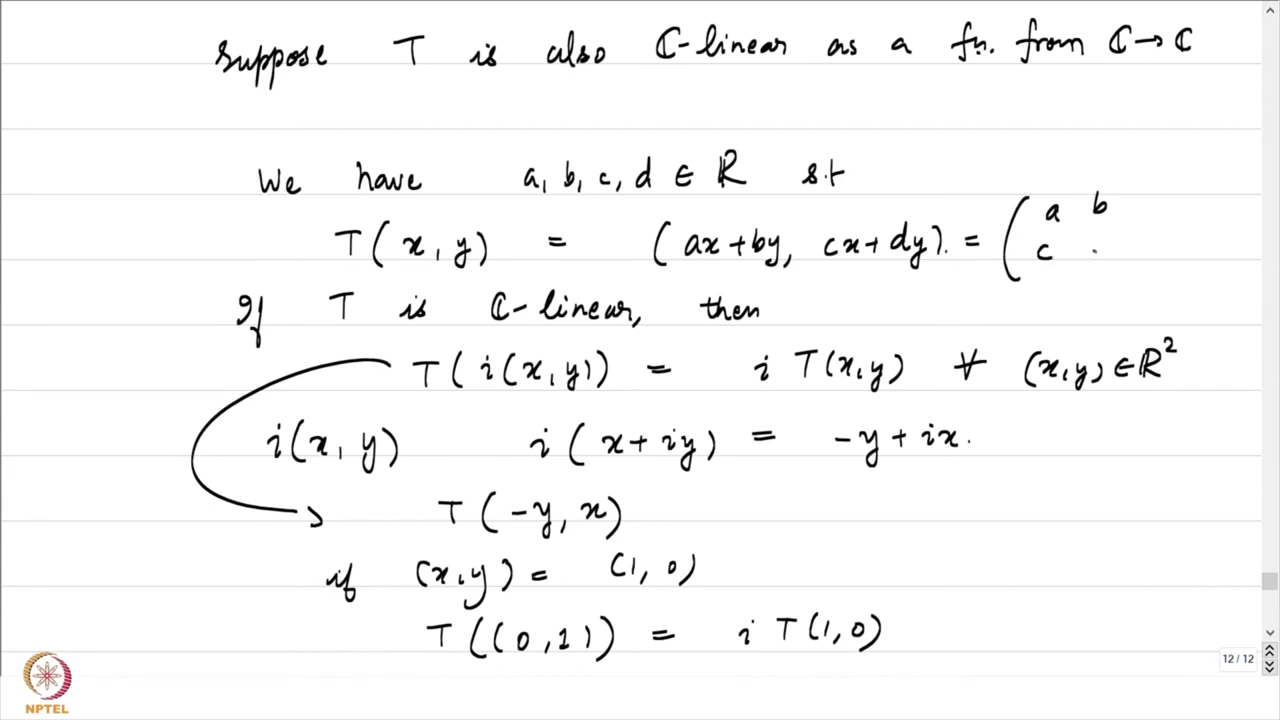 Suppose T is also ℂ-linear as a fn. from ℂ→ℂ
We have a, b, c, d ∈ ℝ s.t
T(x, y) = (ax+by, cx+dy). = ( a b
c .
If T is ℂ-linear, then
T(i(x,y)) = i T(x,y) ∀ (x,y) ∈ ℝ²
i(x, y) i(x+iy) = -y+ix.
T(-y, x)
if (x,y) = (1, 0)
T((0,1)) = i T(1,0)
12 / 12
NPTEL